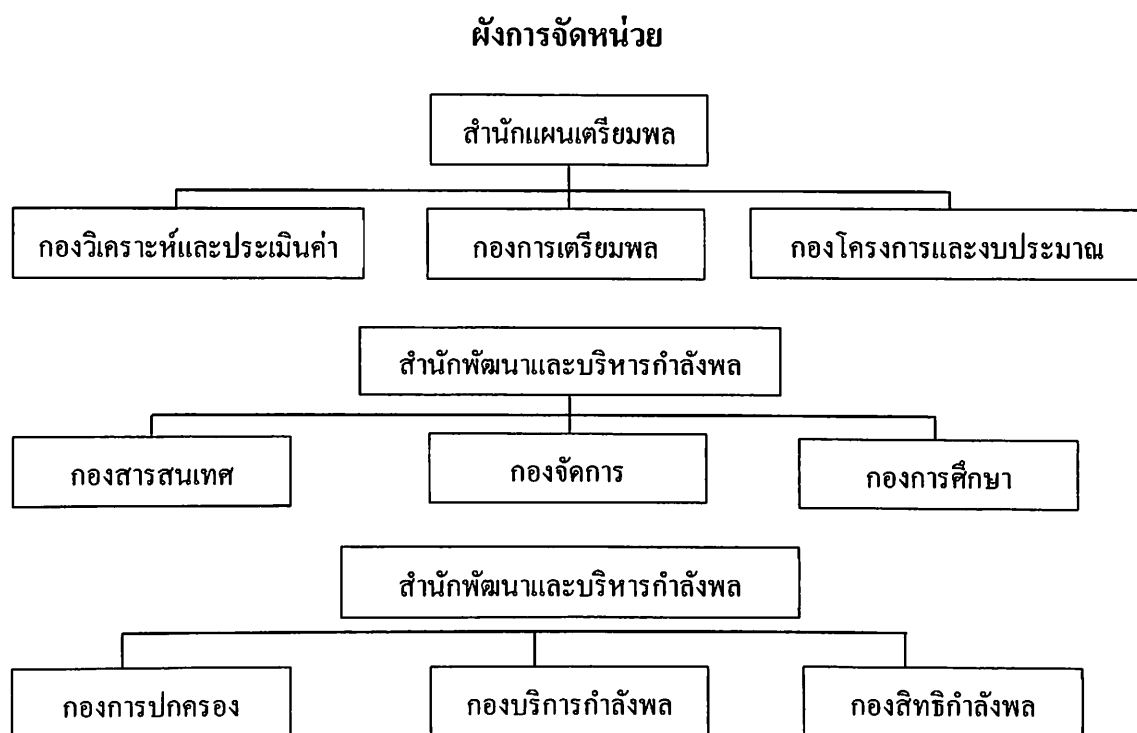 ผังการจัดหน่วย
สำนักแผนเตรียมพล
กองวิเคราะห์และประเมินค่า กองการเตรียมพล กองโครงการและงบประมาณ
สำนักพัฒนาและบริหารกำลังพล
กองสารสนเทศ กองจัดการ กองการศึกษา
สำนักพัฒนาและบริหารกำลังพล
กองการปกครอง กองบริการกำลังพล กองสิทธิกำลังพล